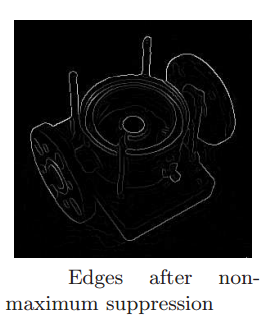 Edges after non-
maximum suppression